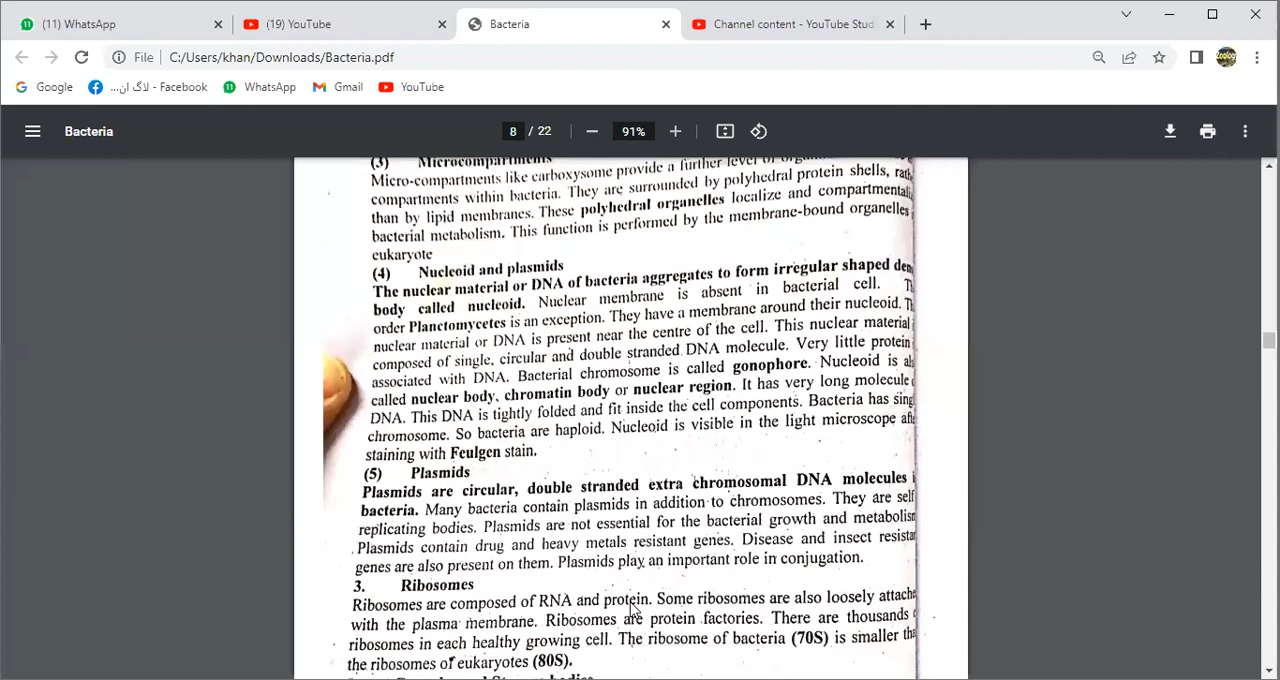 (11) WhatsApp
(19) YouTube
Bacteria
Channel content - YouTube Stud
File
C:/Users/khan/Downloads/Bacteria.pdf
Google
لاگ ان... - Facebook
WhatsApp
Gmail
YouTube
Bacteria
8 / 22
91%
(3) Microcompartments
Micro-compartments like carboxysome provide a further level of
compartments within bacteria. They are surrounded by polyhedral protein shells,
than by lipid membranes. These polyhedral organelles localize and
bacterial metabolism. This function is performed by the membrane-bound organelles
eukaryote
(4) Nucleoid and plasmids
The nuclear material or DNA of bacteria aggregates to form irregular shaped
body called nucleoid. Nuclear membrane is absent in bacterial cell.
order Planctomycetes is an exception. They have a membrane around their nucleoid.
nuclear material or DNA is present near the centre of the cell. This nuclear material
composed of single, circular and double stranded DNA molecule. Very little protein
associated with DNA. Bacterial chromosome is called gonophore. Nucleoid is
called nuclear body, chromatin body or nuclear region. It has very long molecule
DNA. This DNA is tightly folded and fit inside the cell components. Bacteria has
chromosome. So bacteria are haploid. Nucleoid is visible in the light microscope
staining with Feulgen stain.
(5) Plasmids
Plasmids are circular, double stranded extra chromosomal DNA molecules
bacteria. Many bacteria contain plasmids in addition to chromosomes. They are self
replicating bodies. Plasmids are not essential for the bacterial growth and
Plasmids contain drug and heavy metals resistant genes. Disease and insect
genes are also present on them. Plasmids play an important role in conjugation.
3. Ribosomes
Ribosomes are composed of RNA and protein. Some ribosomes are also loosely
with the plasma membrane. Ribosomes are protein factories. There are thousands
ribosomes in each healthy growing cell. The ribosome of bacteria (70S) is smaller
the ribosomes of eukaryotes (80S).